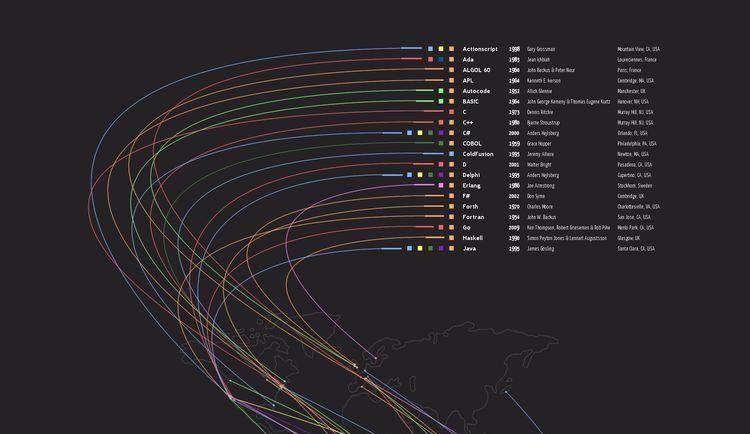 Actionscript 1998 Gary Grossman Mountain View, CA, USA
Ada 1983 Jean Ichbiah Louveciennes, France
ALGOL 60 1960 John Backus & Peter Naur Paris, France
APL 1964 Kenneth E. Iverson Cambridge, MA, USA
Autocode 1952 Alick Glennie Manchester, UK
BASIC 1964 John George Kemeny & Thomas Eugene Kurtz Hanover, NH, USA
C 1973 Dennis Ritchie Murray Hill, NJ, USA
C++ 1980 Bjarne Stroustrup Murray Hill, NJ, USA
C# 2000 Anders Hejlsberg Orlando, FL, USA
COBOL 1959 Grace Hopper Philadelphia, PA, USA
ColdFusion 1995 Jeremy Allaire Newton, MA, USA
D 2001 Walter Bright Pasadena, CA, USA
Delphi 1995 Anders Hejlsberg Cupertino, CA, USA
Erlang 1986 Joe Armstrong Stockholm, Sweden
F# 2002 Don Syme Cambridge, UK
Forth 1970 Charles Moore Charlottesville, VA, USA
Fortran 1954 John W. Backus San Jose, CA, USA
Go 2009 Ken Thompson, Robert Griesemer & Rob Pike Menlo Park, CA, USA
Haskell 1990 Simon Peyton Jones & Lennart Augustsson Glasgow, UK
Java 1995 James Gosling Santa Clara, CA, USA